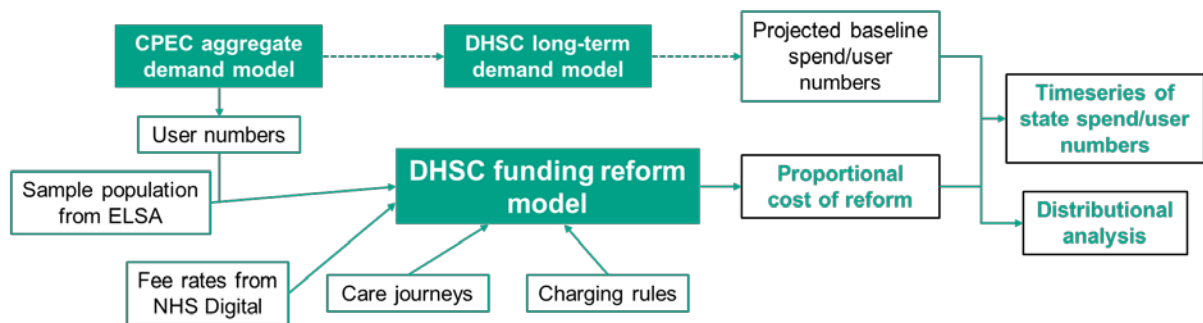 CPEC aggregate
demand model
DHSC long-term
demand model
Projected baseline
spend/user
numbers
Timeseries of
state spend/user
numbers
User numbers
Sample population
from ELSA
DHSC funding reform
model
Proportional
cost of reform
Distributional
analysis
Fee rates from
NHS Digital
Care journeys
Charging rules